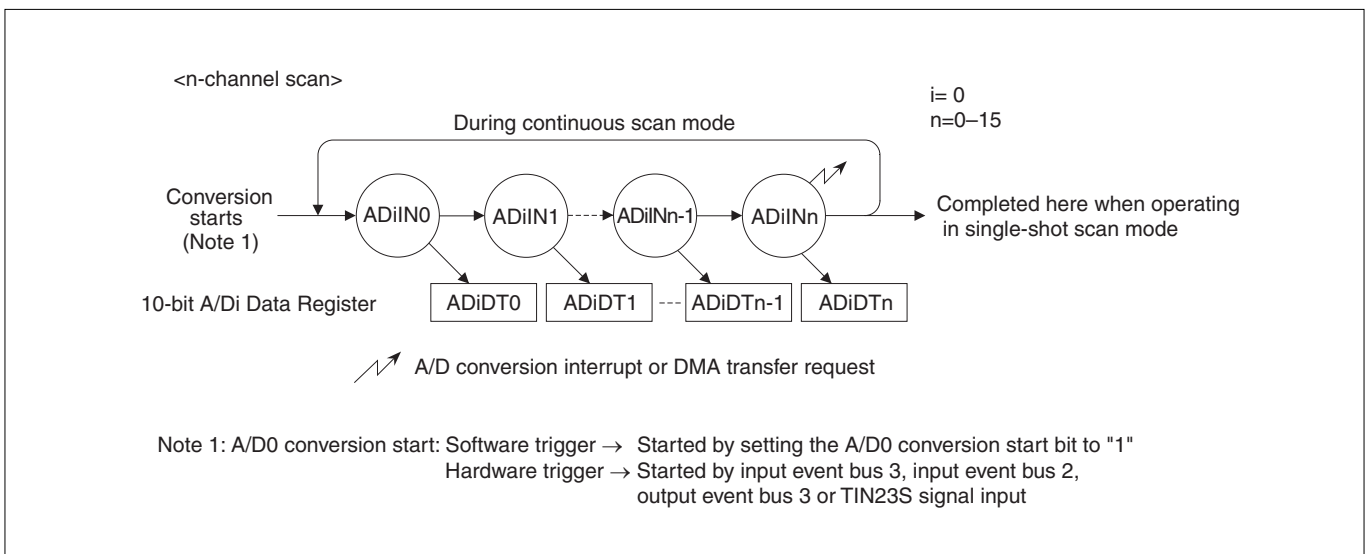 <n-channel scan>
i= 0
n=0–15
During continuous scan mode
Conversion
starts
(Note 1)
ADiIN0
ADiIN1
ADiINn-1
ADiINn
Completed here when operating
in single-shot scan mode
10-bit A/Di Data Register
ADiDT0
ADiDT1
ADiDTn-1
ADiDTn
A/D conversion interrupt or DMA transfer request
Note 1: A/D0 conversion start: Software trigger → Started by setting the A/D0 conversion start bit to "1"
Hardware trigger → Started by input event bus 3, input event bus 2,
output event bus 3 or TIN23S signal input